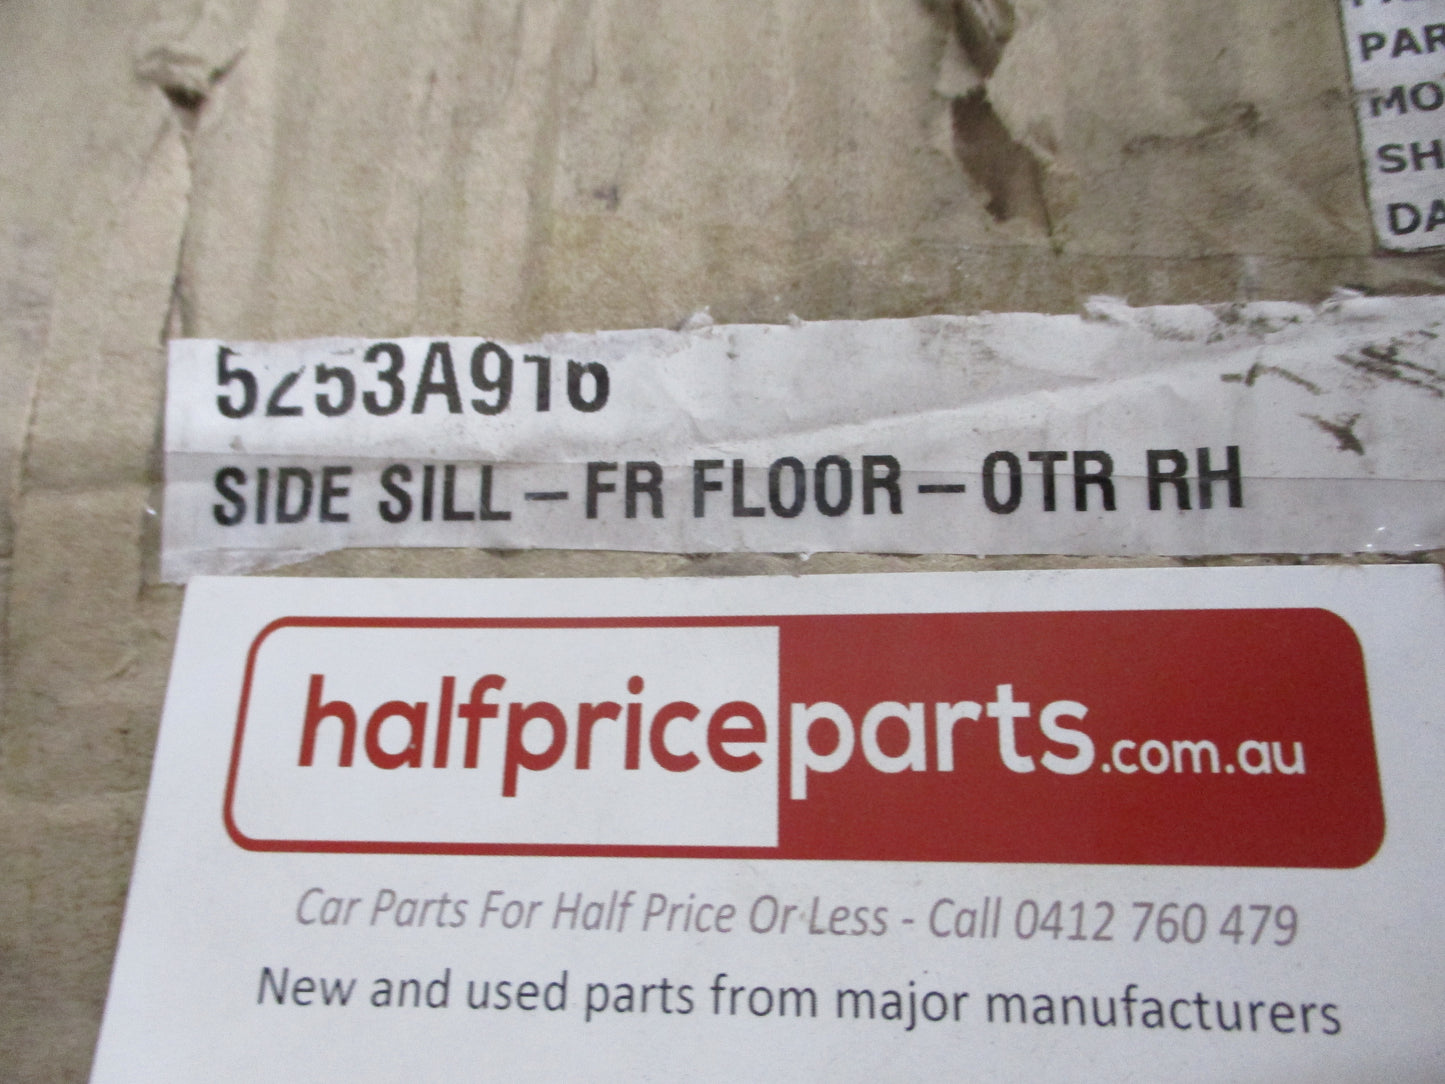 PAR
MO
SH
DA
5253A916
SIDE SILL-FR FLOOR-OTR RH
halfpriceparts.com.au
Car Parts For Half Price Or Less - Call 0412 760 479
New and used parts from major manufacturers